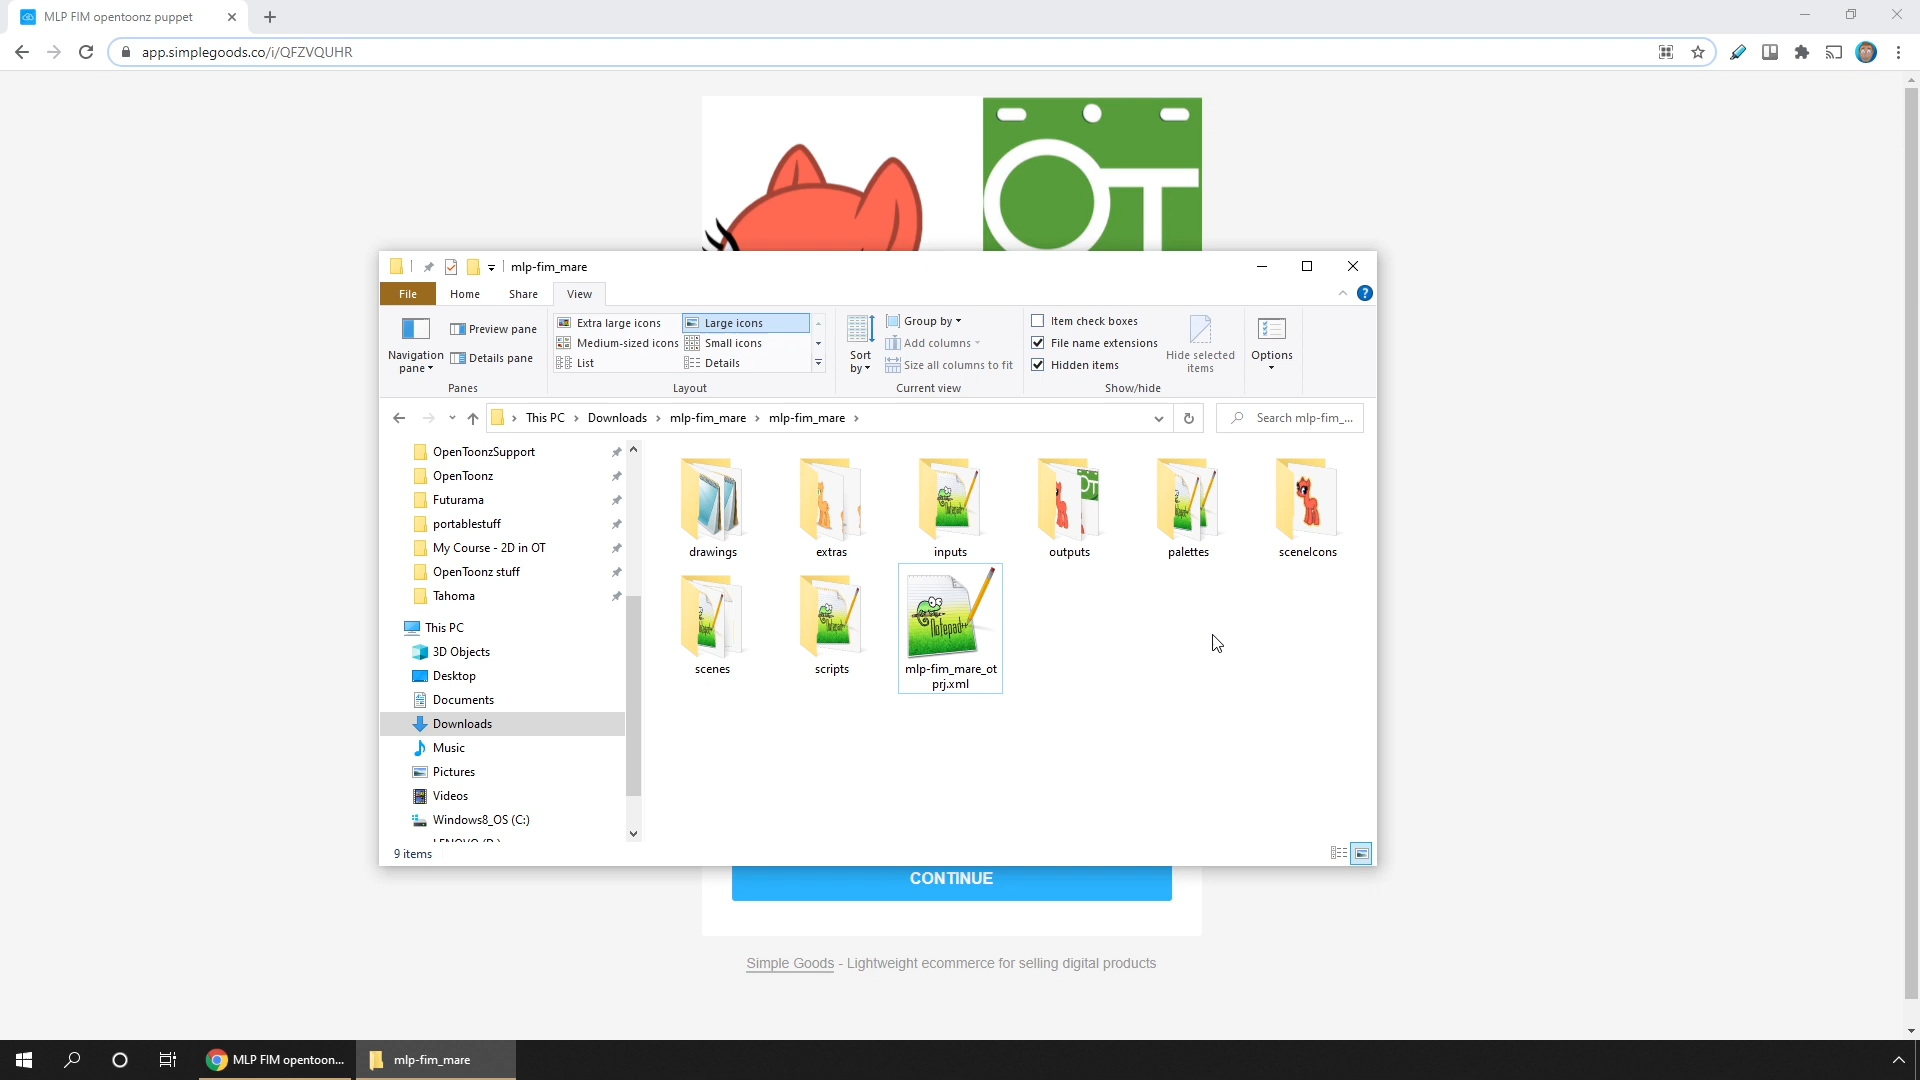 MLP FIM opentoonz puppet
app.simplegoods.co/i/QFZVQUHR
OT
mlp-fim_mare
File
Home
Share
View
Navigation pane
Preview pane
Details pane
Panes
Extra large icons
Large icons
Medium-sized icons
Small icons
List
Details
Layout
Sort by
Group by
Add columns
Size all columns to fit
Current view
Item check boxes
File name extensions
Hidden items
Hide selected items
Show/hide
Options
This PC > Downloads > mlp-fim_mare > mlp-fim_mare >
Search mlp-fim_...
OpenToonzSupport
OpenToonz
Futurama
portablestuff
My Course - 2D in OT
OpenToonz stuff
Tahoma
This PC
3D Objects
Desktop
Documents
Downloads
Music
Pictures
Videos
Windows8_OS (C:)
drawings
extras
inputs
outputs
palettes
sceneIcons
scenes
scripts
Notepad++
mlp-fim_mare_ot
prj.xml
9 items
CONTINUE
Simple Goods - Lightweight ecommerce for selling digital products
MLP FIM opentoon...
mlp-fim_mare